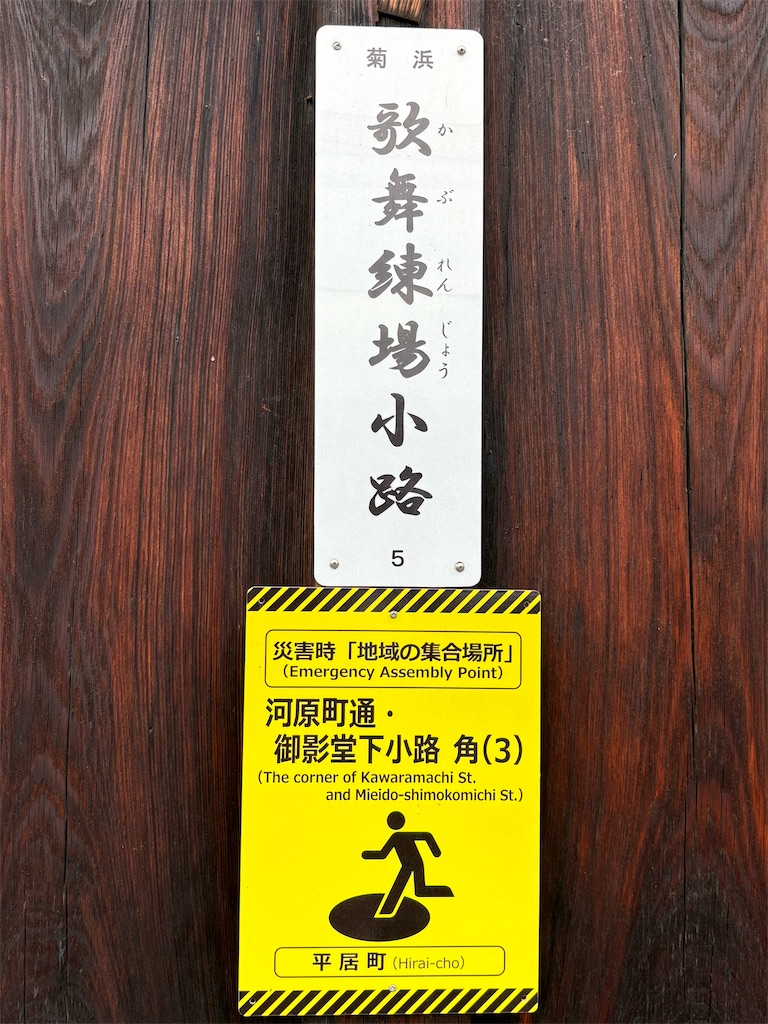 菊浜
歌舞練場小路
かぶれんじょう
5
災害時「地域の集合場所」
(Emergency Assembly Point)
河原町通・
御影堂下小路 角(3)
(The corner of Kawaramachi St.
and Mieido-shimokomichi St.)
平居町 (Hirai-cho)